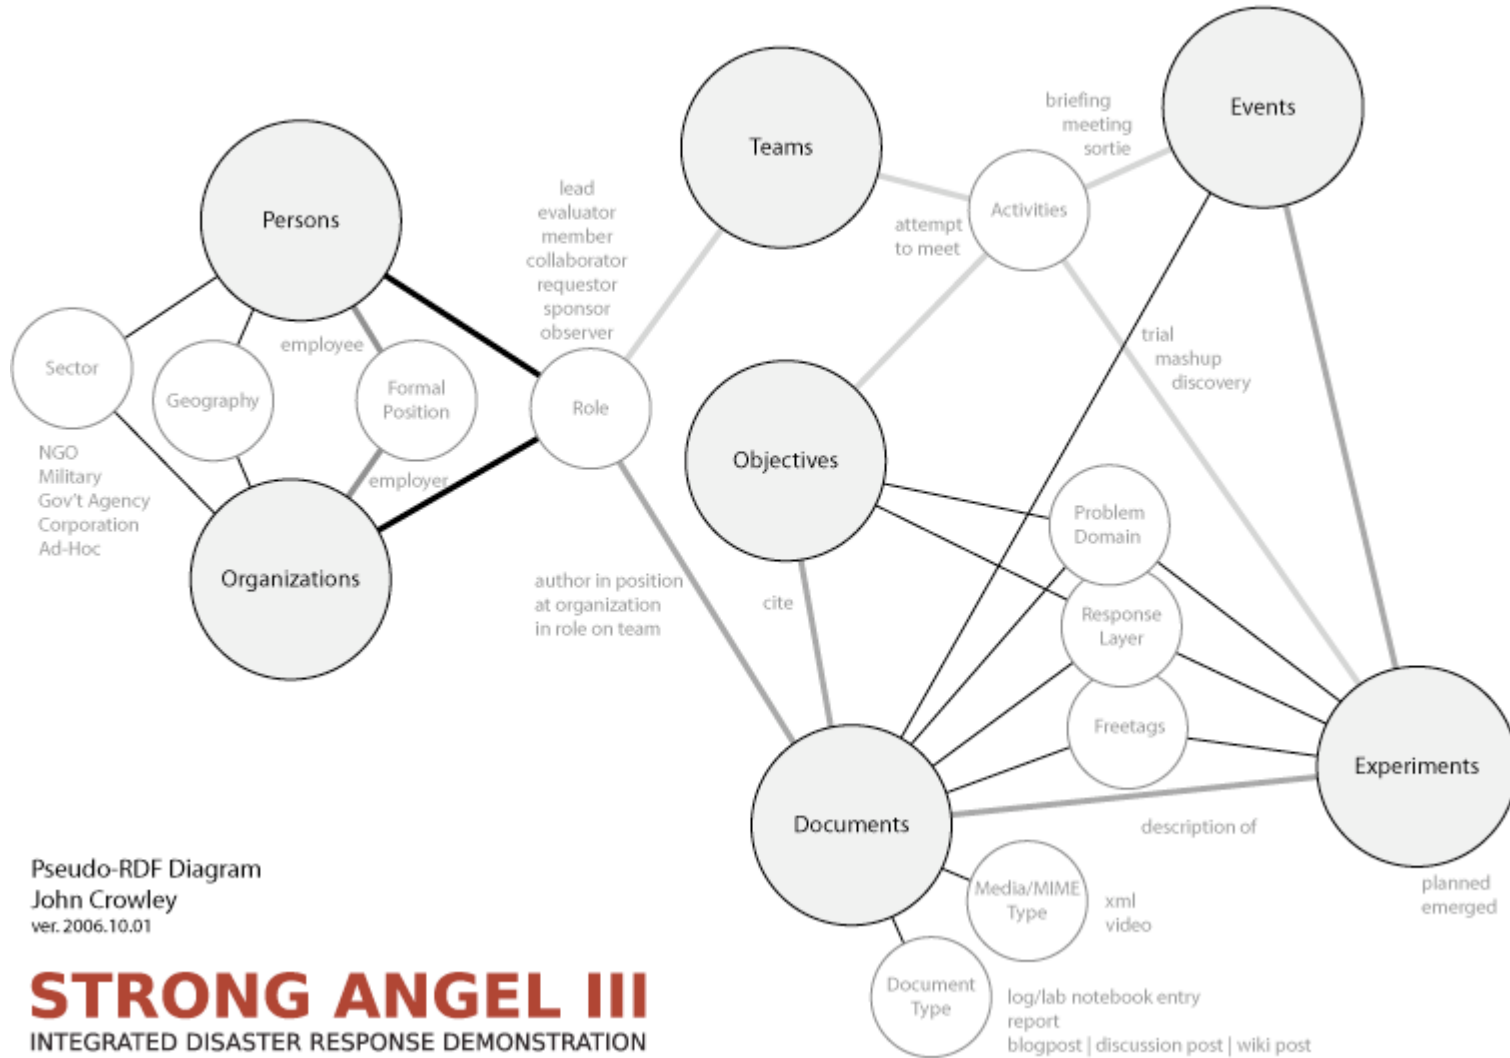 Events
briefing
meeting
sortie
Teams
Activities
Persons
lead
evaluator
member
collaborator
requestor
sponsor
observer
attempt
to meet
trial
mashup
discovery
employee
Sector
Geography
Formal
Position
Role
NGO
Military
Gov't Agency
Corporation
Ad-Hoc
employer
Objectives
Problem
Domain
Organizations
author in position
at organization
in role on team
cite
Response
Layer
Freetags
Experiments
Documents
description of
planned
emerged
Media/MIME
Type
xml
video
Document
Type
log/lab notebook entry
report
blogpost | discussion post | wiki post
Pseudo-RDF Diagram
John Crowley
ver. 2006.10.01
STRONG ANGEL III
INTEGRATED DISASTER RESPONSE DEMONSTRATION